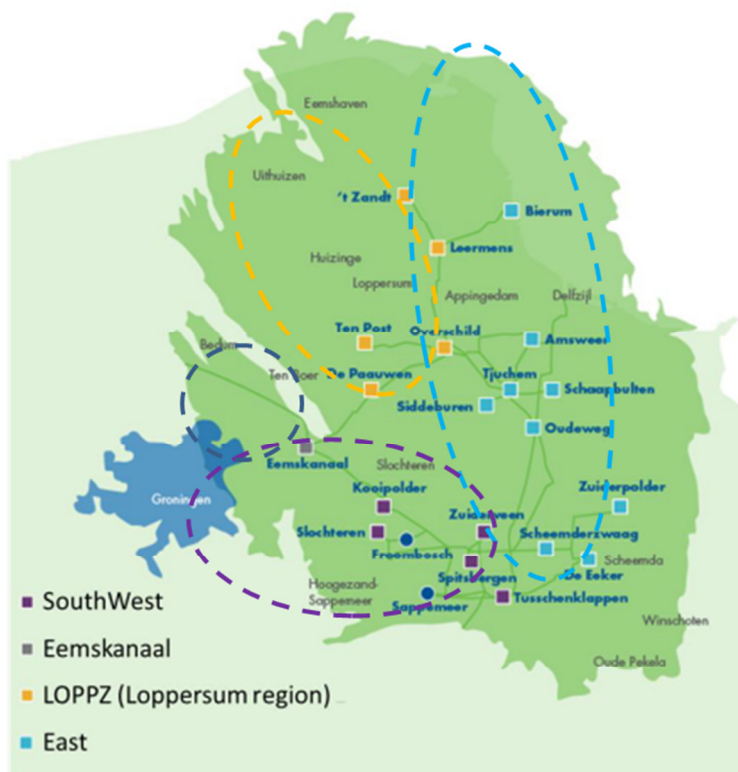 Eemshaven
Uithuizen
't Zandt
Bierum
Leermens
Huizinge
Loppersum
Appingedam
Delfzijl
Ten Post
Overschild
Amsweer
Bedum
Ten Boer
De Paauwen
Tjuchem
Schaapbulten
Siddeburen
Oudeweg
Eemskanaal
Slochteren
Groningen
Kooipolder
Zuiderpolder
Slochteren
Zuiderveen
Froombosch
Scheemderzwaag
Spitsbergen
De Eeker
Scheemda
Hoogezand-
Sappemeer
Sappemeer
Tusschenklappen
Winschoten
Oude Pekela
SouthWest
Eemskanaal
LOPPZ (Loppersum region)
East